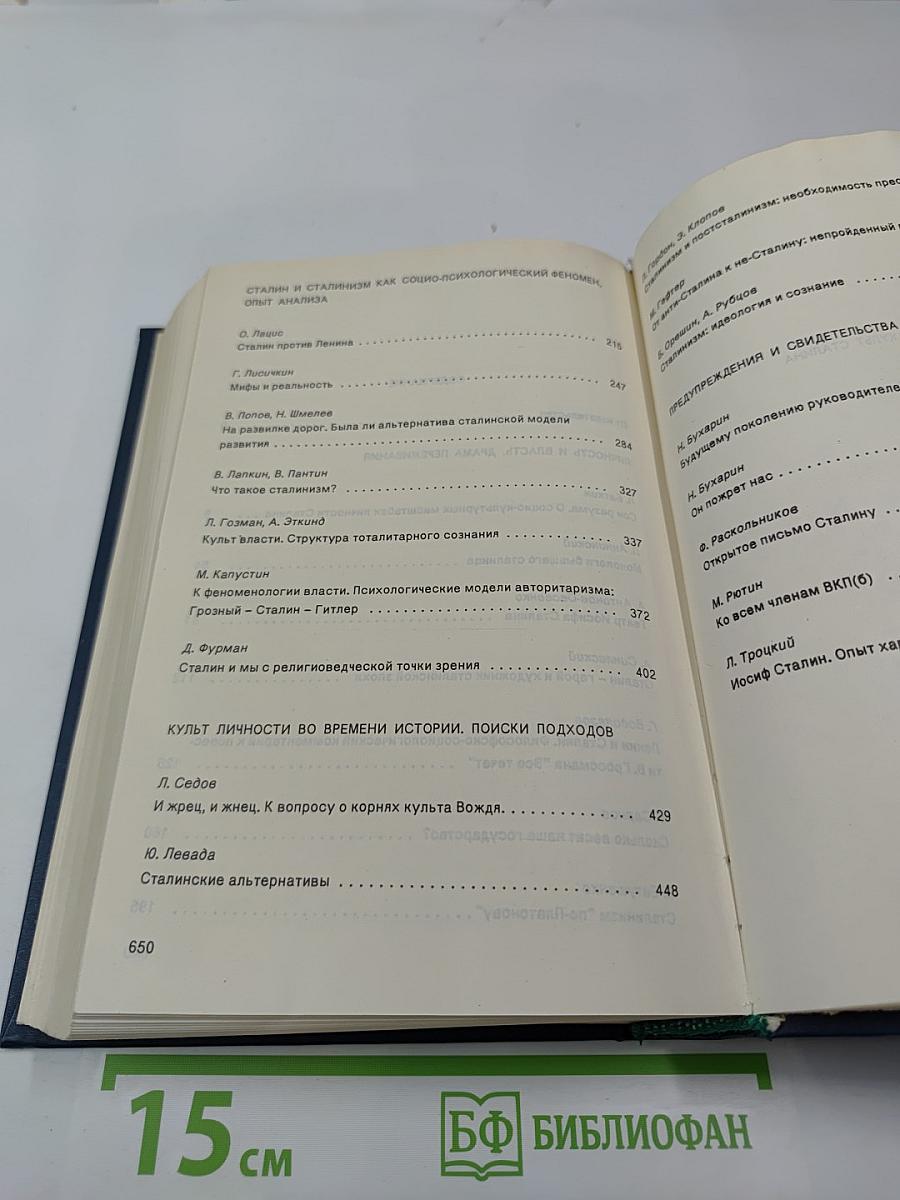 СТАЛИН И СТАЛИНИЗМ КАК СОЦИО-ПСИХОЛОГИЧЕСКИЙ ФЕНОМЕН.
ОПЫТ АНАЛИЗА
О. Лацис
Сталин против Ленина . . . . . . . . . . . . . . . . . . . . . . . . . . 215
Г. Лисичкин
Мифы и реальность . . . . . . . . . . . . . . . . . . . . . . . . . . . . 247
В. Попов, Н. Шмелев
На развилке дорог. Была ли альтернатива сталинской модели
развития . . . . . . . . . . . . . . . . . . . . . . . . . . . . . . . . . . 284
В. Лапкин, В. Пантин
Что такое сталинизм? . . . . . . . . . . . . . . . . . . . . . . . . . . 327
Л. Гозман, А. Эткинд
Культ власти. Структура тоталитарного сознания . . . . . . . . . . . 337
М. Капустин
К феноменологии власти. Психологические модели авторитаризма:
Грозный – Сталин – Гитлер . . . . . . . . . . . . . . . . . . . . . . . 372
Д. Фурман
Сталин и мы с религиоведческой точки зрения . . . . . . . . . . . . . 402
КУЛЬТ ЛИЧНОСТИ ВО ВРЕМЕНИ ИСТОРИИ. ПОИСКИ ПОДХОДОВ
Л. Седов
И жрец, и жнец. К вопросу о корнях культа Вождя. . . . . . . . . . . . 429
Ю. Левада
Сталинские альтернативы . . . . . . . . . . . . . . . . . . . . . . . . 448
650
Гордон, Э. Клопов
Сталинизм и постсталинизм: необходимость
М. Гефтер
От анти-Сталина к не-Сталину: непройденный
Б. Орешин, А. Рубцов
Сталинизм: идеология и сознание . . . . . .
ПРЕДУПРЕЖДЕНИЯ И СВИДЕТЕЛЬСТВА
Н. Бухарин
Будущему поколению
Н. Бухарин
Он пожрет нас . . . . . . . . . . . .
Ф. Раскольников
Открытое письмо Сталину . .
М. Рютин
Ко всем членам ВКП(б) . .
Л. Троцкий
Иосиф Сталин. Опыт
15 см
БФ БИБЛИОФАН